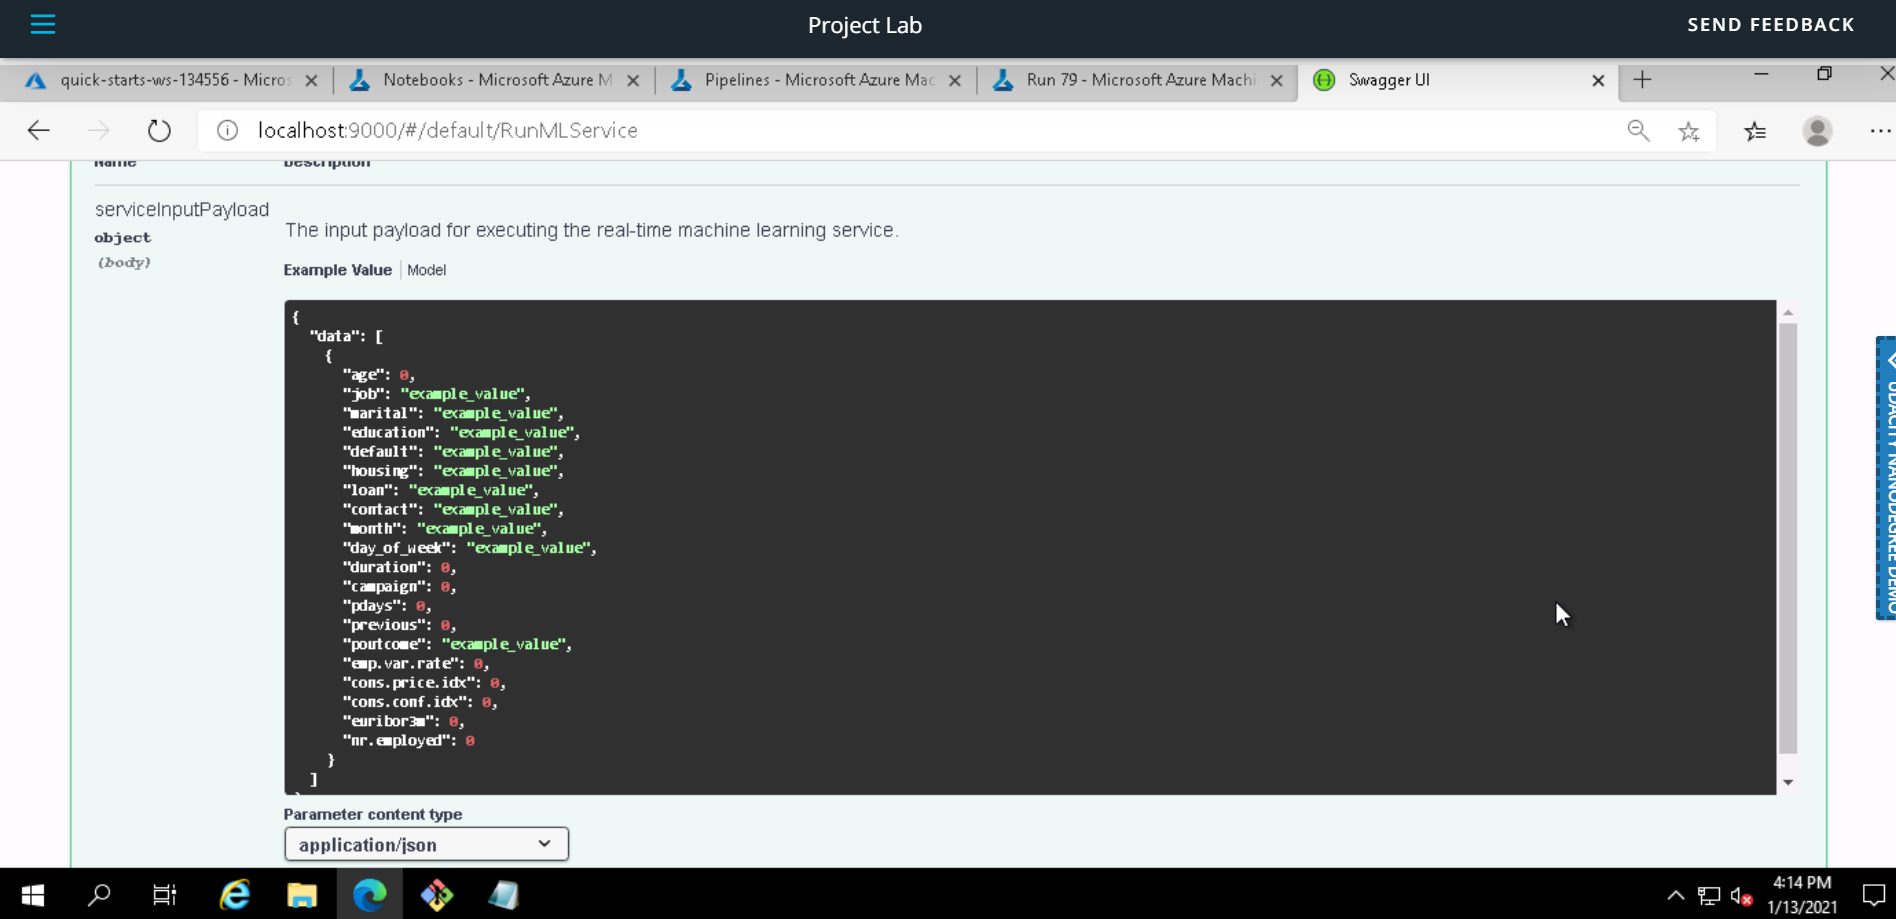 Project Lab
SEND FEEDBACK
quick-starts-ws-134556 - Micros
Notebooks - Microsoft Azure M
Pipelines - Microsoft Azure Mac
Run 79 - Microsoft Azure Machi
Swagger UI
localhost:9000/#/default/RunMLService
Name
Description
serviceInputPayload
object
(body)
The input payload for executing the real-time machine learning service.
Example Value
Model
{
"data": [
{
"age": 0,
"job": "example_value",
"marital": "example_value",
"education": "example_value",
"default": "example_value",
"housing": "example_value",
"loan": "example_value",
"contact": "example_value",
"month": "example_value",
"day_of_week": "example_value",
"duration": 0,
"campaign": 0,
"pdays": 0,
"previous": 0,
"poutcome": "example_value",
"emp.var.rate": 0,
"cons.price.idx": 0,
"cons.conf.idx": 0,
"euribor3m": 0,
"nr.employed": 0
}
]
Parameter content type
application/json
UDACITY NANODEGREE DEMO
4:14 PM
1/13/2021